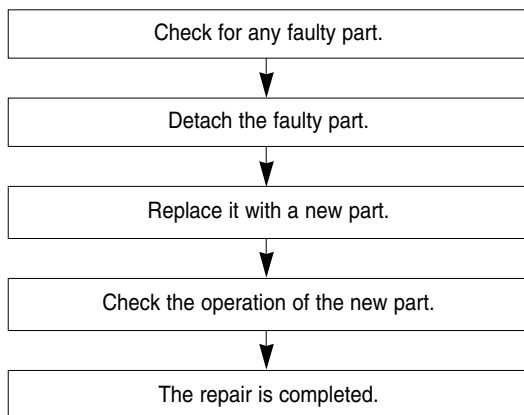 Check for any faulty part.
Detach the faulty part.
Replace it with a new part.
Check the operation of the new part.
The repair is completed.